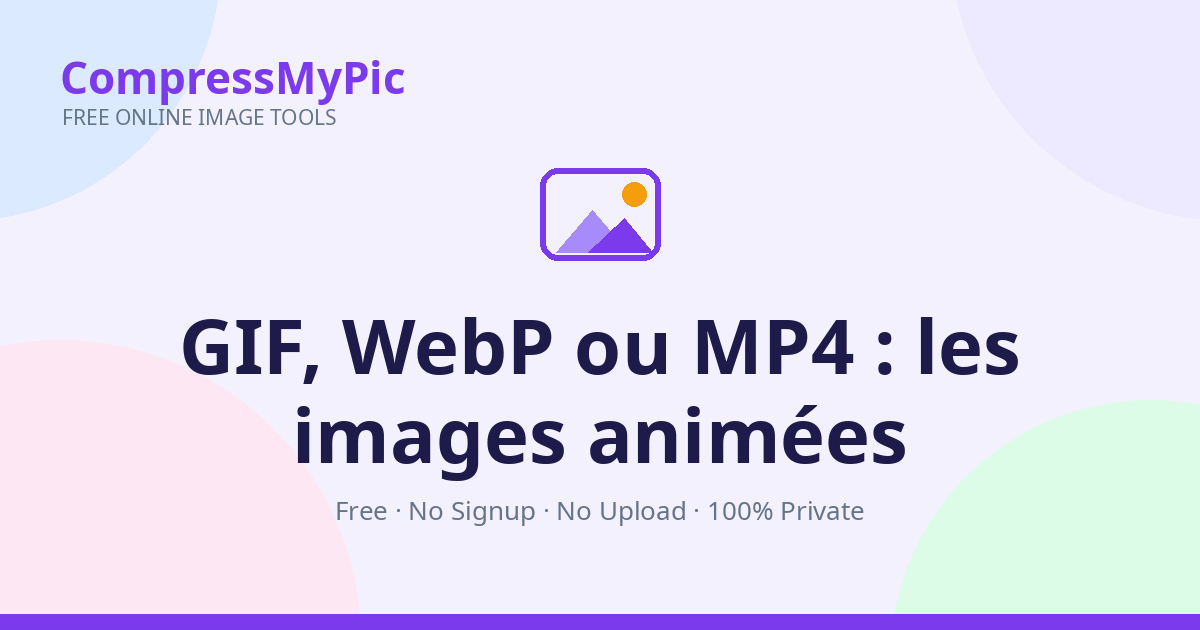 CompressMyPic
FREE ONLINE IMAGE TOOLS
GIF, WebP ou MP4 : les
images animées
Free · No Signup · No Upload · 100% Private